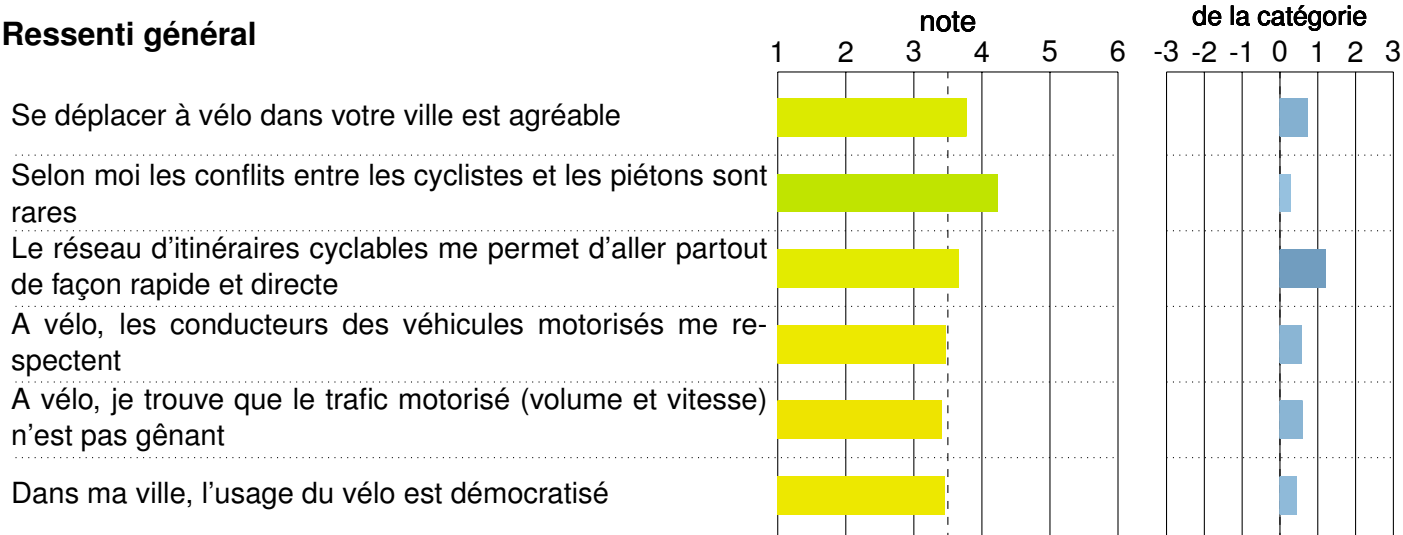 Ressenti général
note
de la catégorie
1 2 3 4 5 6
-3 -2 -1 0 1 2 3
Se déplacer à vélo dans votre ville est agréable
Selon moi les conflits entre les cyclistes et les piétons sont
rares
Le réseau d'itinéraires cyclables me permet d'aller partout
de façon rapide et directe
A vélo, les conducteurs des véhicules motorisés me re-
spectent
A vélo, je trouve que le trafic motorisé (volume et vitesse)
n'est pas gênant
Dans ma ville, l'usage du vélo est démocratisé